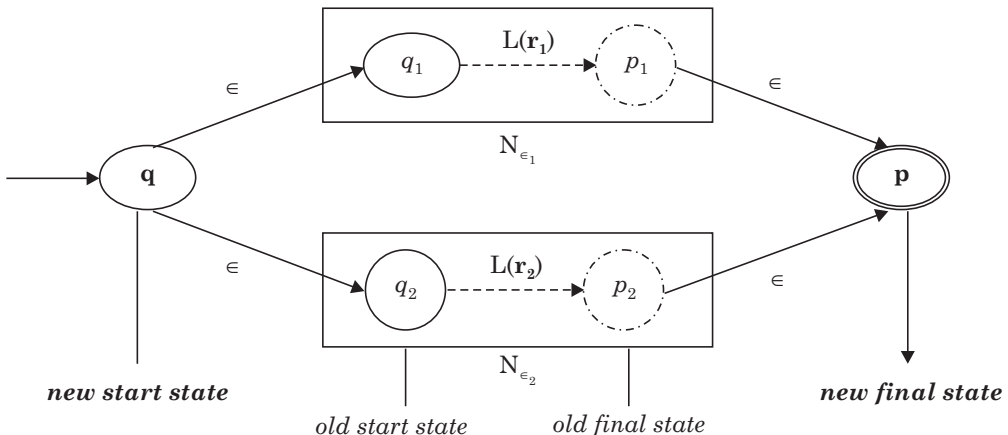 L(r₁)
q₁ p₁
∈ ∈
N∈₁
q p
L(r₂)
∈ ∈
q₂ p₂
N∈₂
new start state new final state
old start state old final state